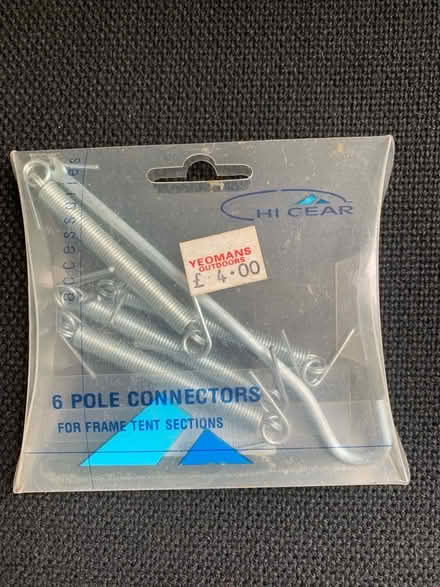 accessories
HI GEAR
YEOMANS
OUTDOORS
£ 4.00
6 POLE CONNECTORS
FOR FRAME TENT SECTIONS